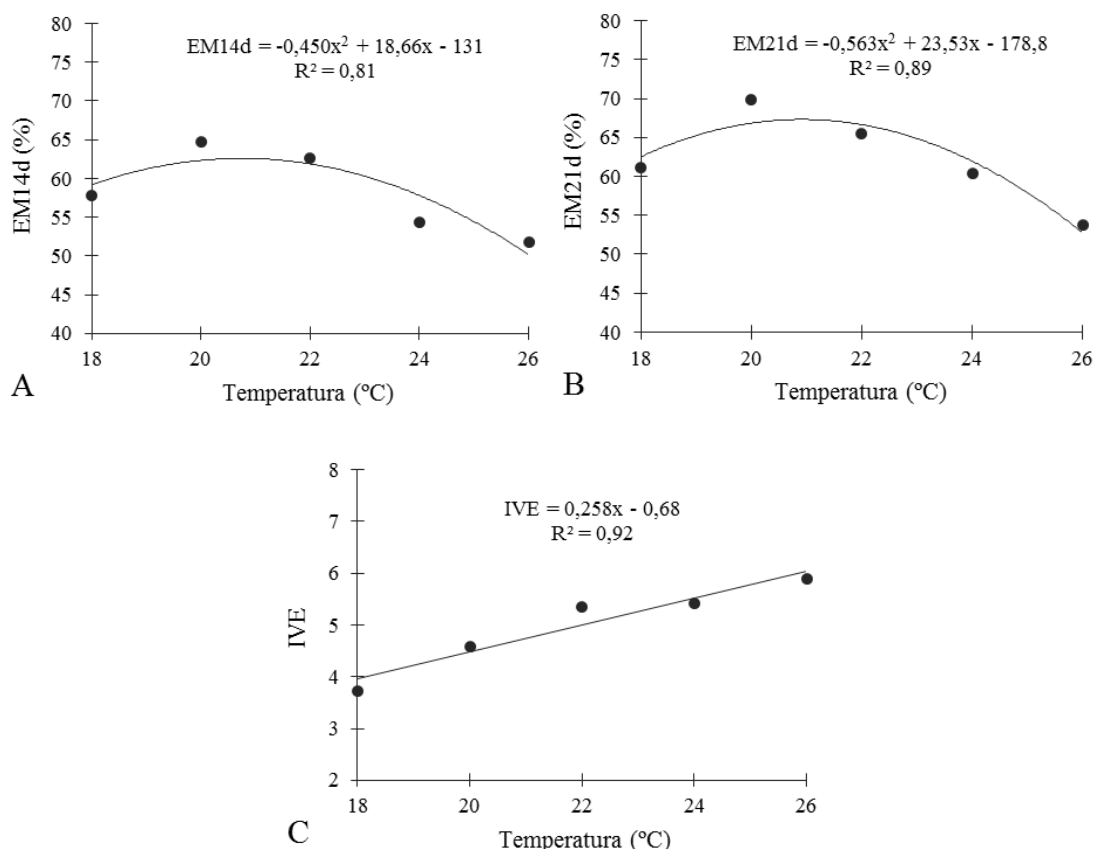 EM14d = -0,450x² + 18,66x - 131
R² = 0,81
EM14d (%)
80
75
70
65
60
55
50
45
40
18 20 22 24 26
Temperatura (ºC)
A
EM21d = -0,563x² + 23,53x - 178,8
R² = 0,89
EM21d (%)
80
75
70
65
60
55
50
45
40
18 20 22 24 26
Temperatura (ºC)
B
IVE = 0,258x - 0,68
R² = 0,92
IVE
8
7
6
5
4
3
2
18 20 22 24 26
Temperatura (ºC)
C